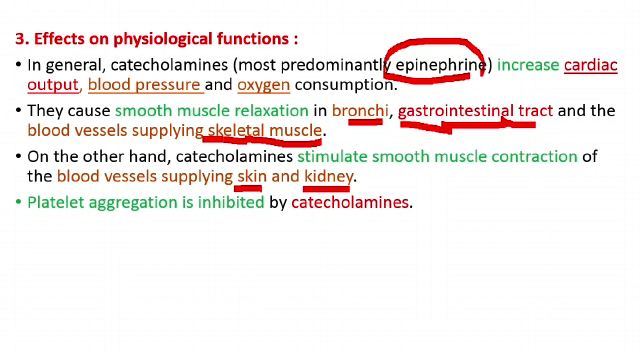 3. Effects on physiological functions :
• In general, catecholamines (most predominantly epinephrine) increase cardiac
output, blood pressure and oxygen consumption.
• They cause smooth muscle relaxation in bronchi, gastrointestinal tract and the
blood vessels supplying skeletal muscle.
• On the other hand, catecholamines stimulate smooth muscle contraction of
the blood vessels supplying skin and kidney.
• Platelet aggregation is inhibited by catecholamines.